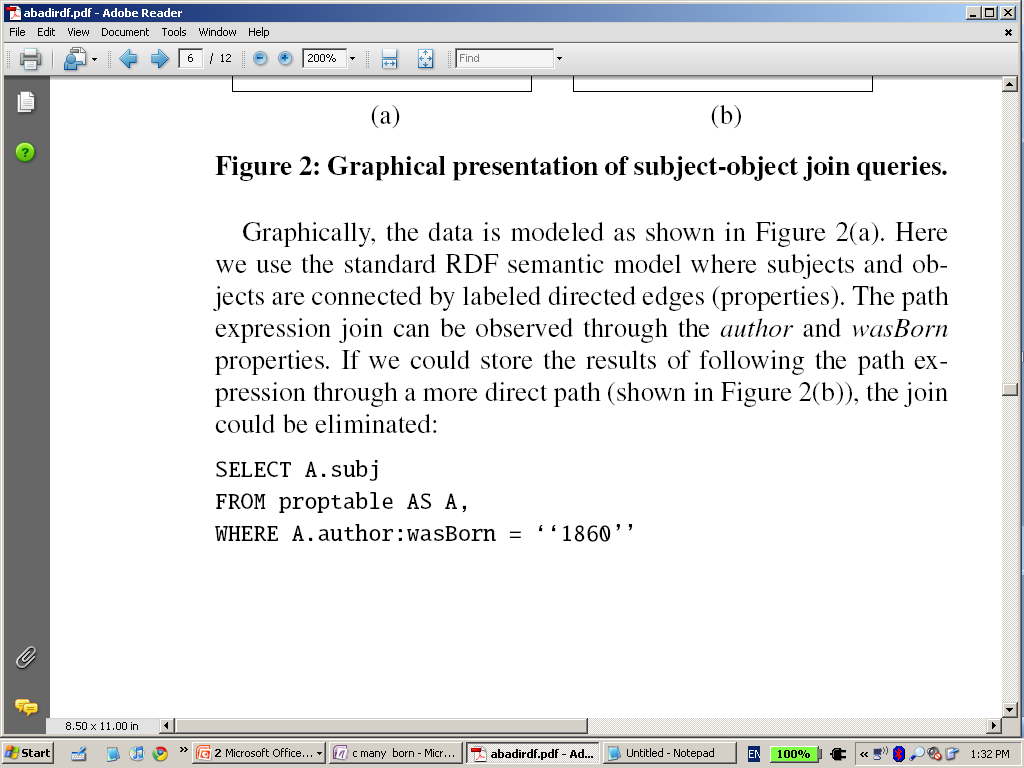 abadirdf.pdf - Adobe Reader
File Edit View Document Tools Window Help
6 / 12 200% Find
(a) (b)
Figure 2: Graphical presentation of subject-object join queries.
Graphically, the data is modeled as shown in Figure 2(a). Here
we use the standard RDF semantic model where subjects and ob-
jects are connected by labeled directed edges (properties). The path
expression join can be observed through the author and wasBorn
properties. If we could store the results of following the path ex-
pression through a more direct path (shown in Figure 2(b)), the join
could be eliminated:
SELECT A.subj
FROM proptable AS A,
WHERE A.author:wasBorn = ‘‘1860’’
8.50 x 11.00 in
Start » 2 Microsoft Office... c many born - Micr... abadirdf.pdf - Ad... Untitled - Notepad EN 100% « 1:32 PM